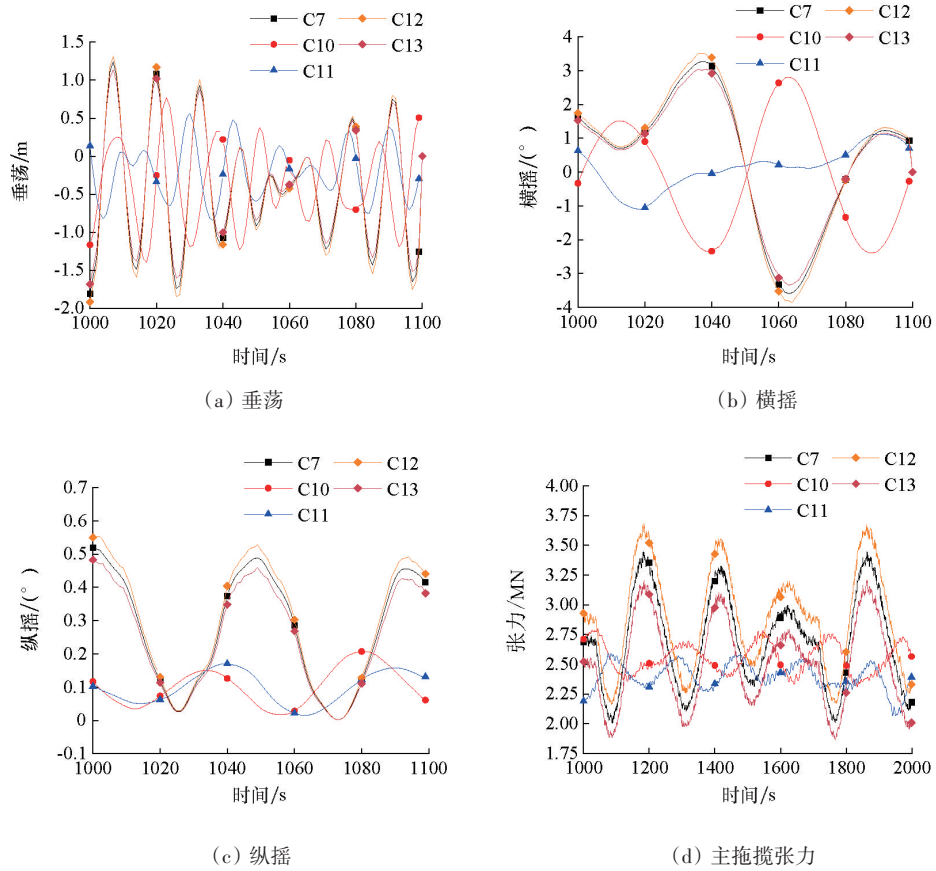 C7
C12
C10
C13
C11
1.5
1.0
0.5
0
-0.5
-1.0
-1.5
-2.0
垂荡/m
1000 1020 1040 1060 1080 1100
时间/s
(a) 垂荡
C7
C12
C10
C13
C11
4
3
2
1
0
-1
-2
-3
-4
横摇/(°)
1000 1020 1040 1060 1080 1100
时间/s
(b) 横摇
C7
C12
C10
C13
C11
0.7
0.6
0.5
0.4
0.3
0.2
0.1
0
-0.1
纵摇/(°)
1000 1020 1040 1060 1080 1100
时间/s
(c) 纵摇
C7
C12
C10
C13
C11
4.00
3.75
3.50
3.25
3.00
2.75
2.50
2.25
2.00
1.75
张力/MN
1000 1200 1400 1600 1800 2000
时间/s
(d) 主拖揽张力